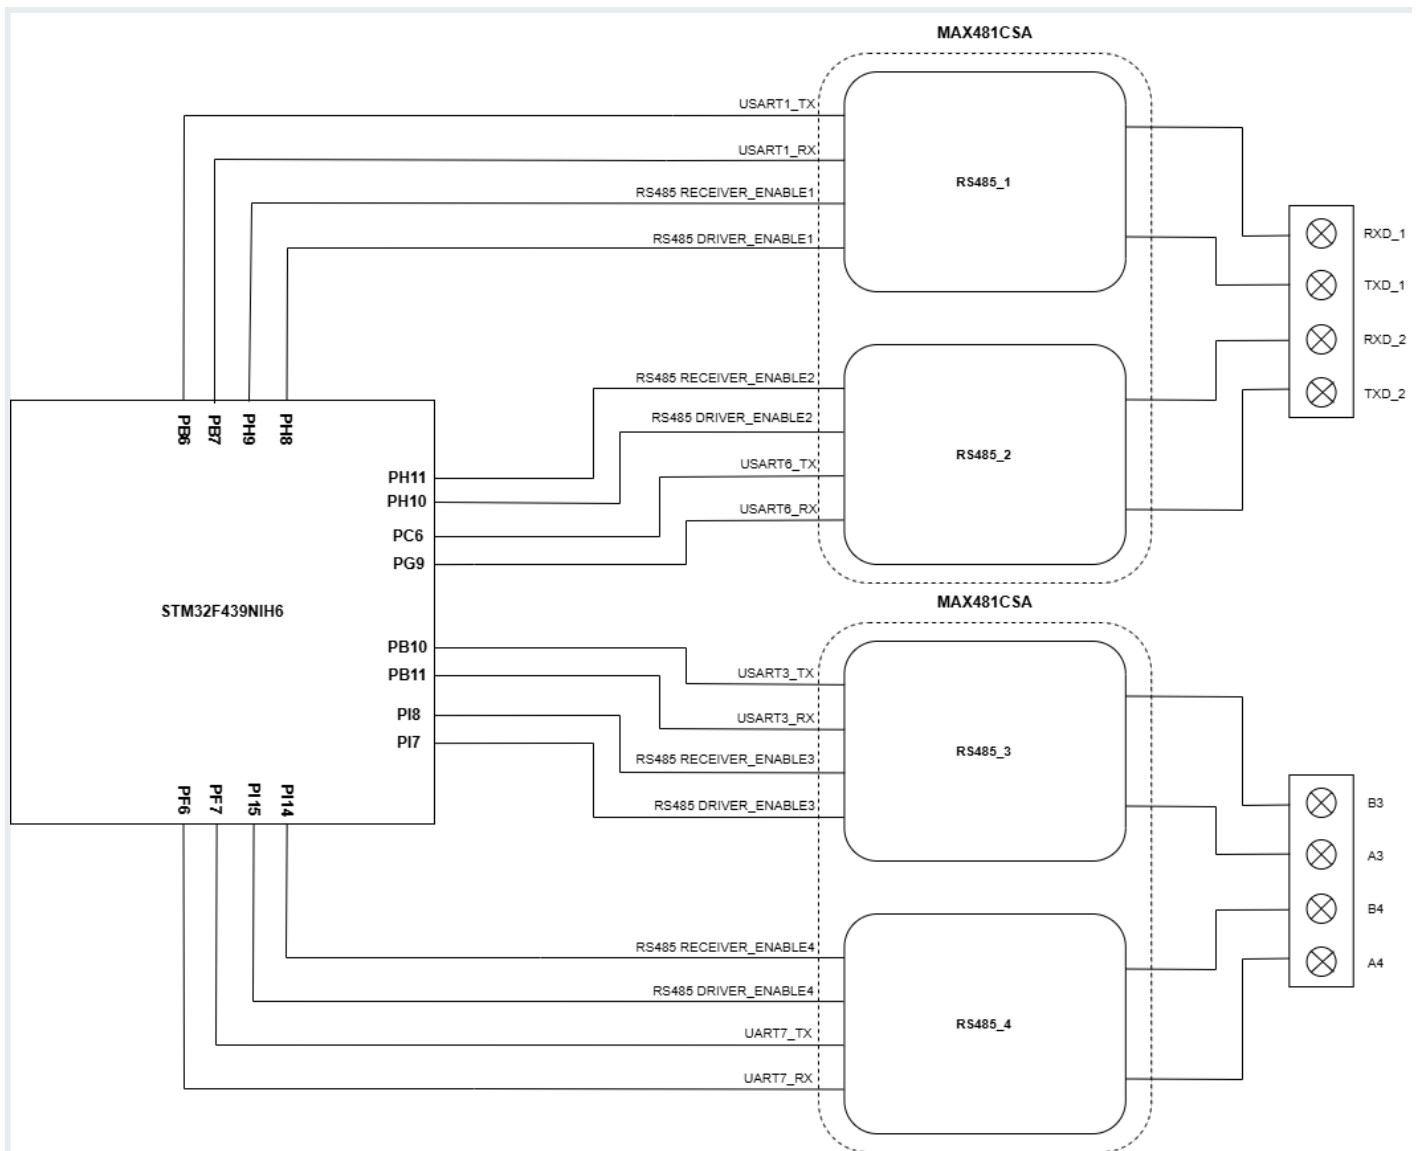 MAX481CSA
USART1_TX
USART1_RX
RS485 RECEIVER_ENABLE1
RS485 DRIVER_ENABLE1
RS485_1
RXD_1
TXD_1
RXD_2
TXD_2
RS485 RECEIVER_ENABLE2
RS485 DRIVER_ENABLE2
USART6_TX
USART6_RX
RS485_2
PB6
PB7
PH9
PH8
PH11
PH10
PC6
PG9
STM32F439NIH6
PB10
PB11
PI8
PI7
PF6
PF7
PI15
PI14
MAX481CSA
USART3_TX
USART3_RX
RS485 RECEIVER_ENABLE3
RS485 DRIVER_ENABLE3
RS485_3
B3
A3
B4
A4
RS485 RECEIVER_ENABLE4
RS485 DRIVER_ENABLE4
UART7_TX
UART7_RX
RS485_4